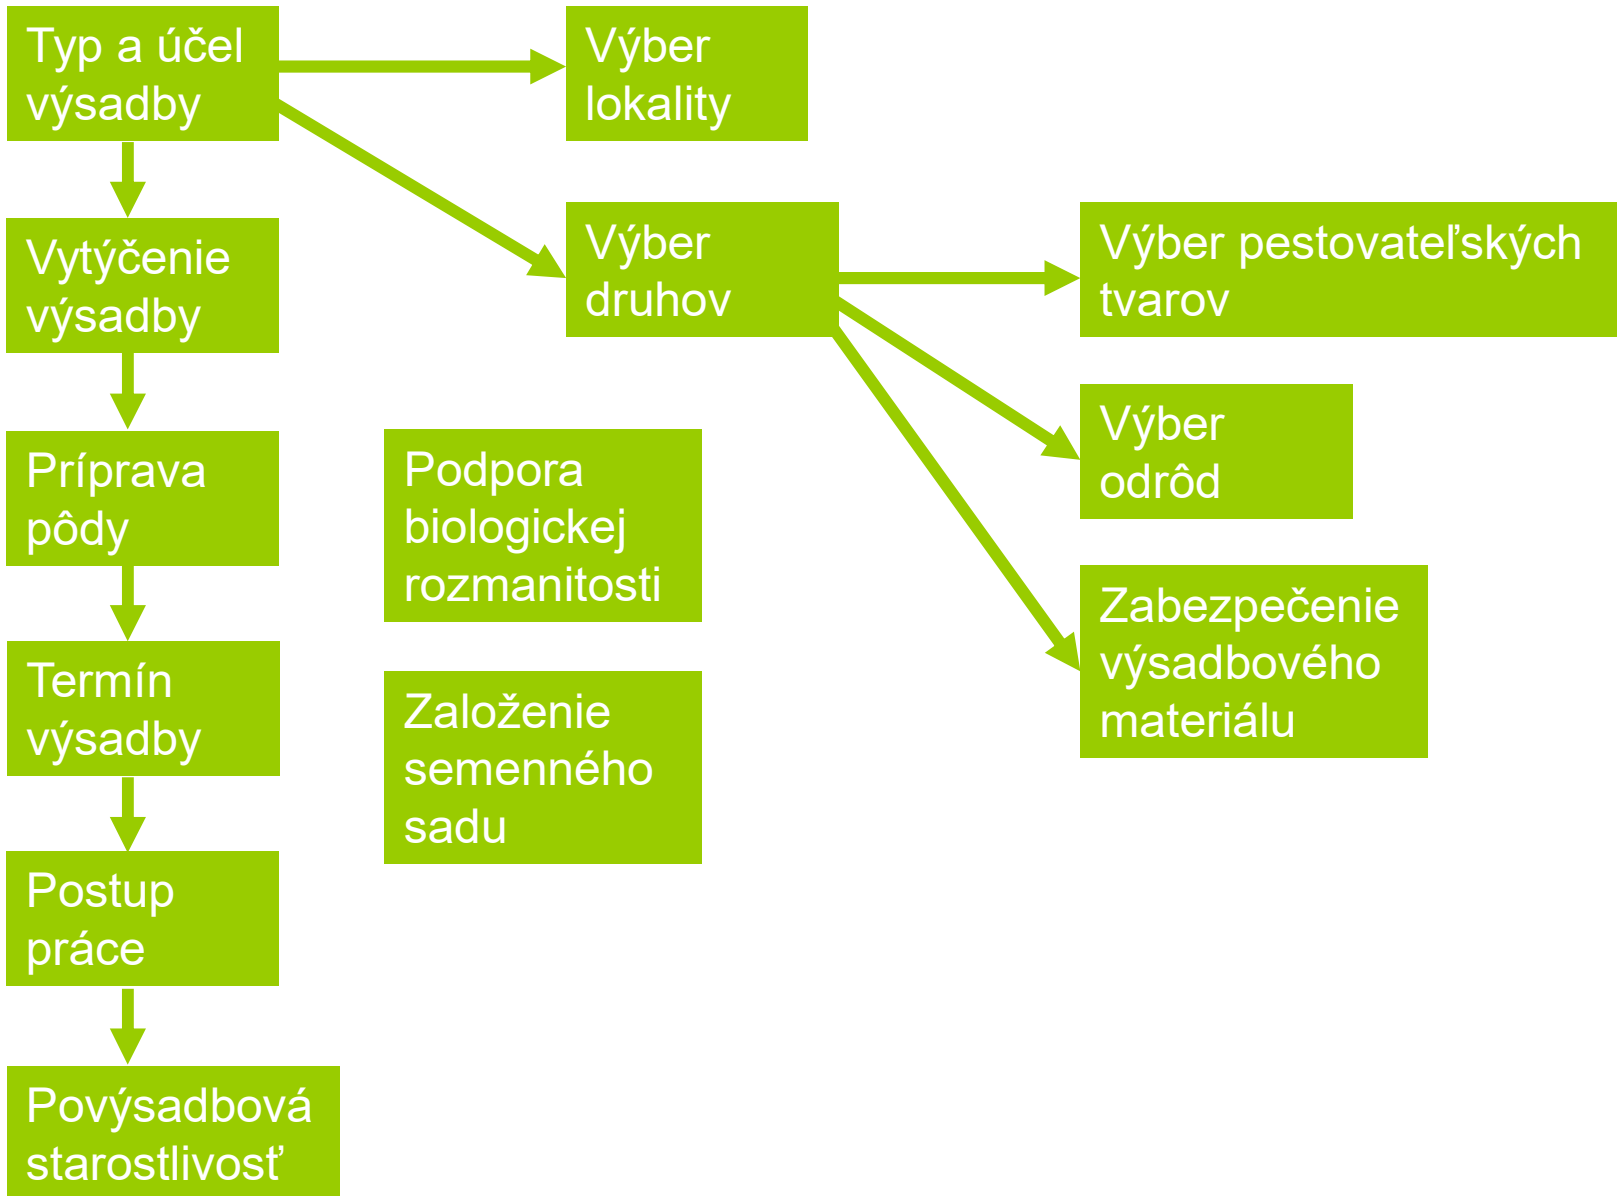 Typ a účel
výsadby
Výber
lokality
Vytýčenie
výsadby
Výber
druhov
Výber pestovateľských
tvarov
Príprava
pôdy
Podpora
biologickej
rozmanitosti
Výber
odrôd
Termín
výsadby
Založenie
semenného
sadu
Zabezpečenie
výsadbového
materiálu
Postup
práce
Povýsadbová
starostlivosť